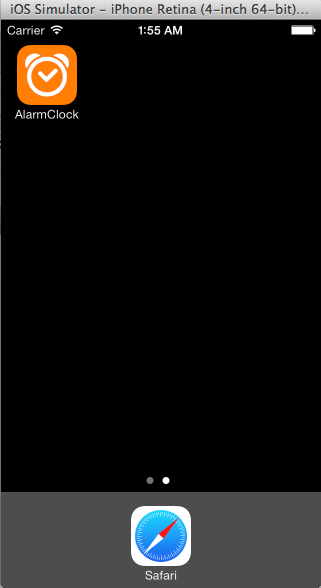 iOS Simulator - iPhone Retina (4-inch 64-bit)...
Carrier 1:55 AM
AlarmClock
Safari